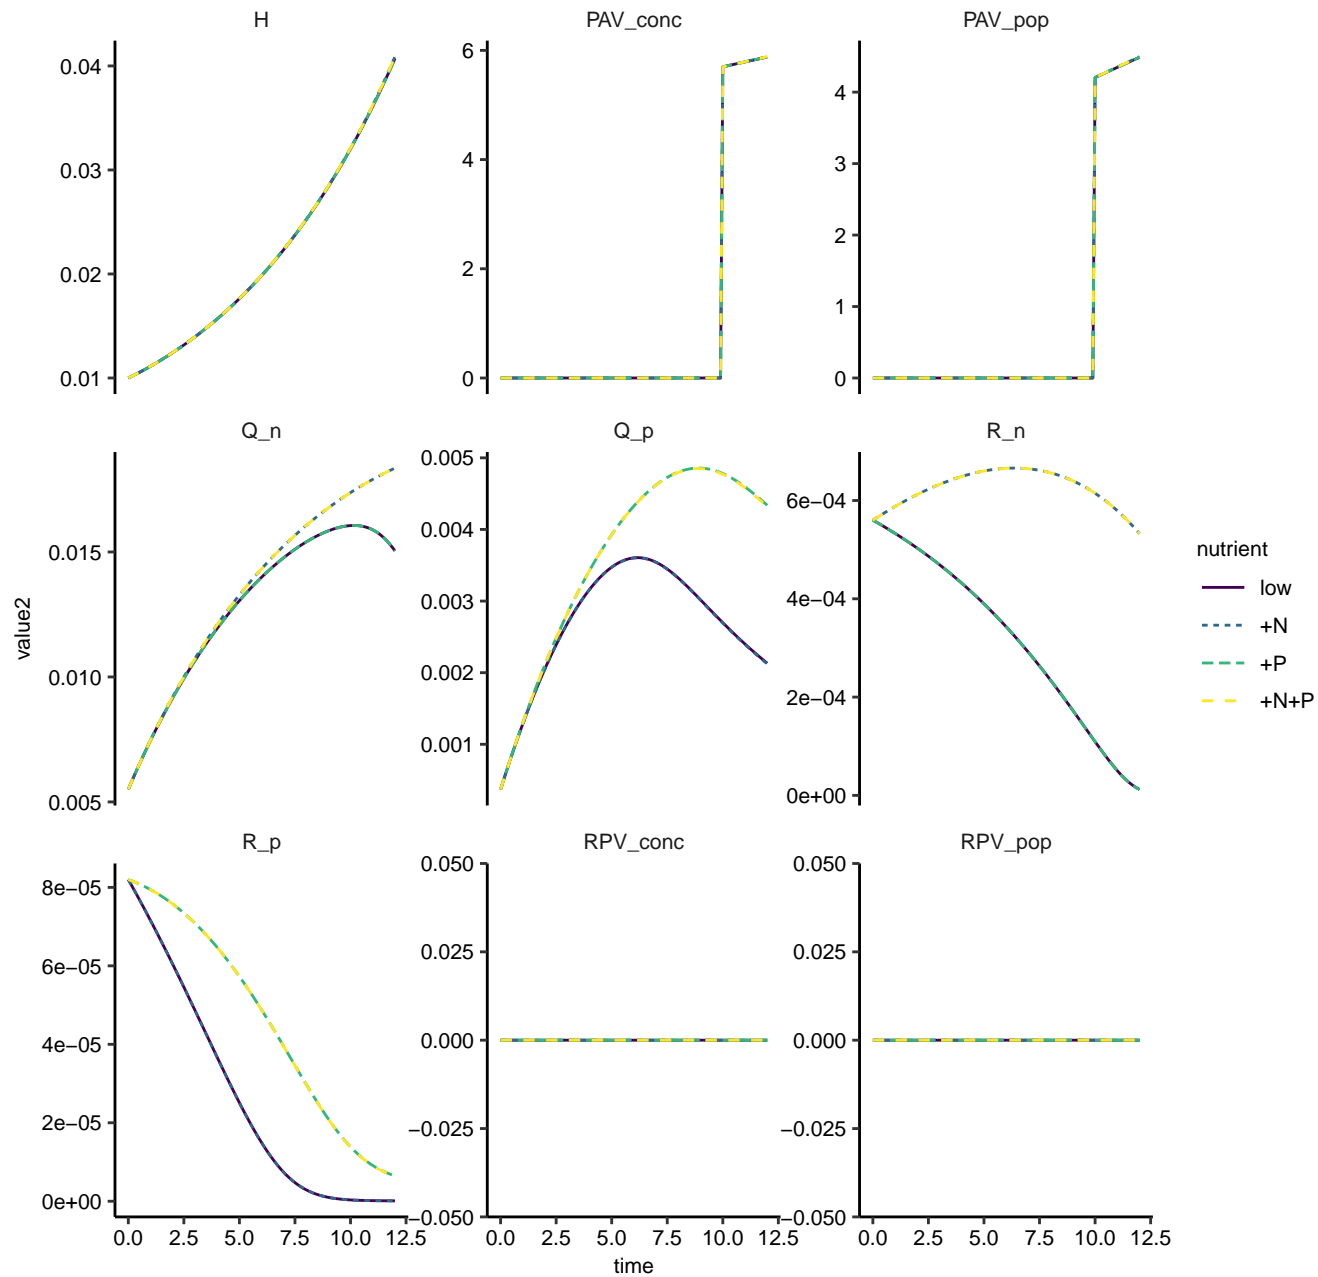 H
PAV_conc
PAV_pop
0.04
0.03
0.02
0.01
6
4
2
0
4
3
2
1
0
Q_n
Q_p
R_n
0.015
0.010
0.005
0.005
0.004
0.003
0.002
0.001
6e−04
4e−04
2e−04
0e+00
R_p
RPV_conc
RPV_pop
8e−05
6e−05
4e−05
2e−05
0e+00
0.050
0.025
0.000
−0.025
−0.050
0.050
0.025
0.000
−0.025
−0.050
0.0 2.5 5.0 7.5 10.0 12.5
0.0 2.5 5.0 7.5 10.0 12.5
0.0 2.5 5.0 7.5 10.0 12.5
time
value2
nutrient
low
+N
+P
+N+P